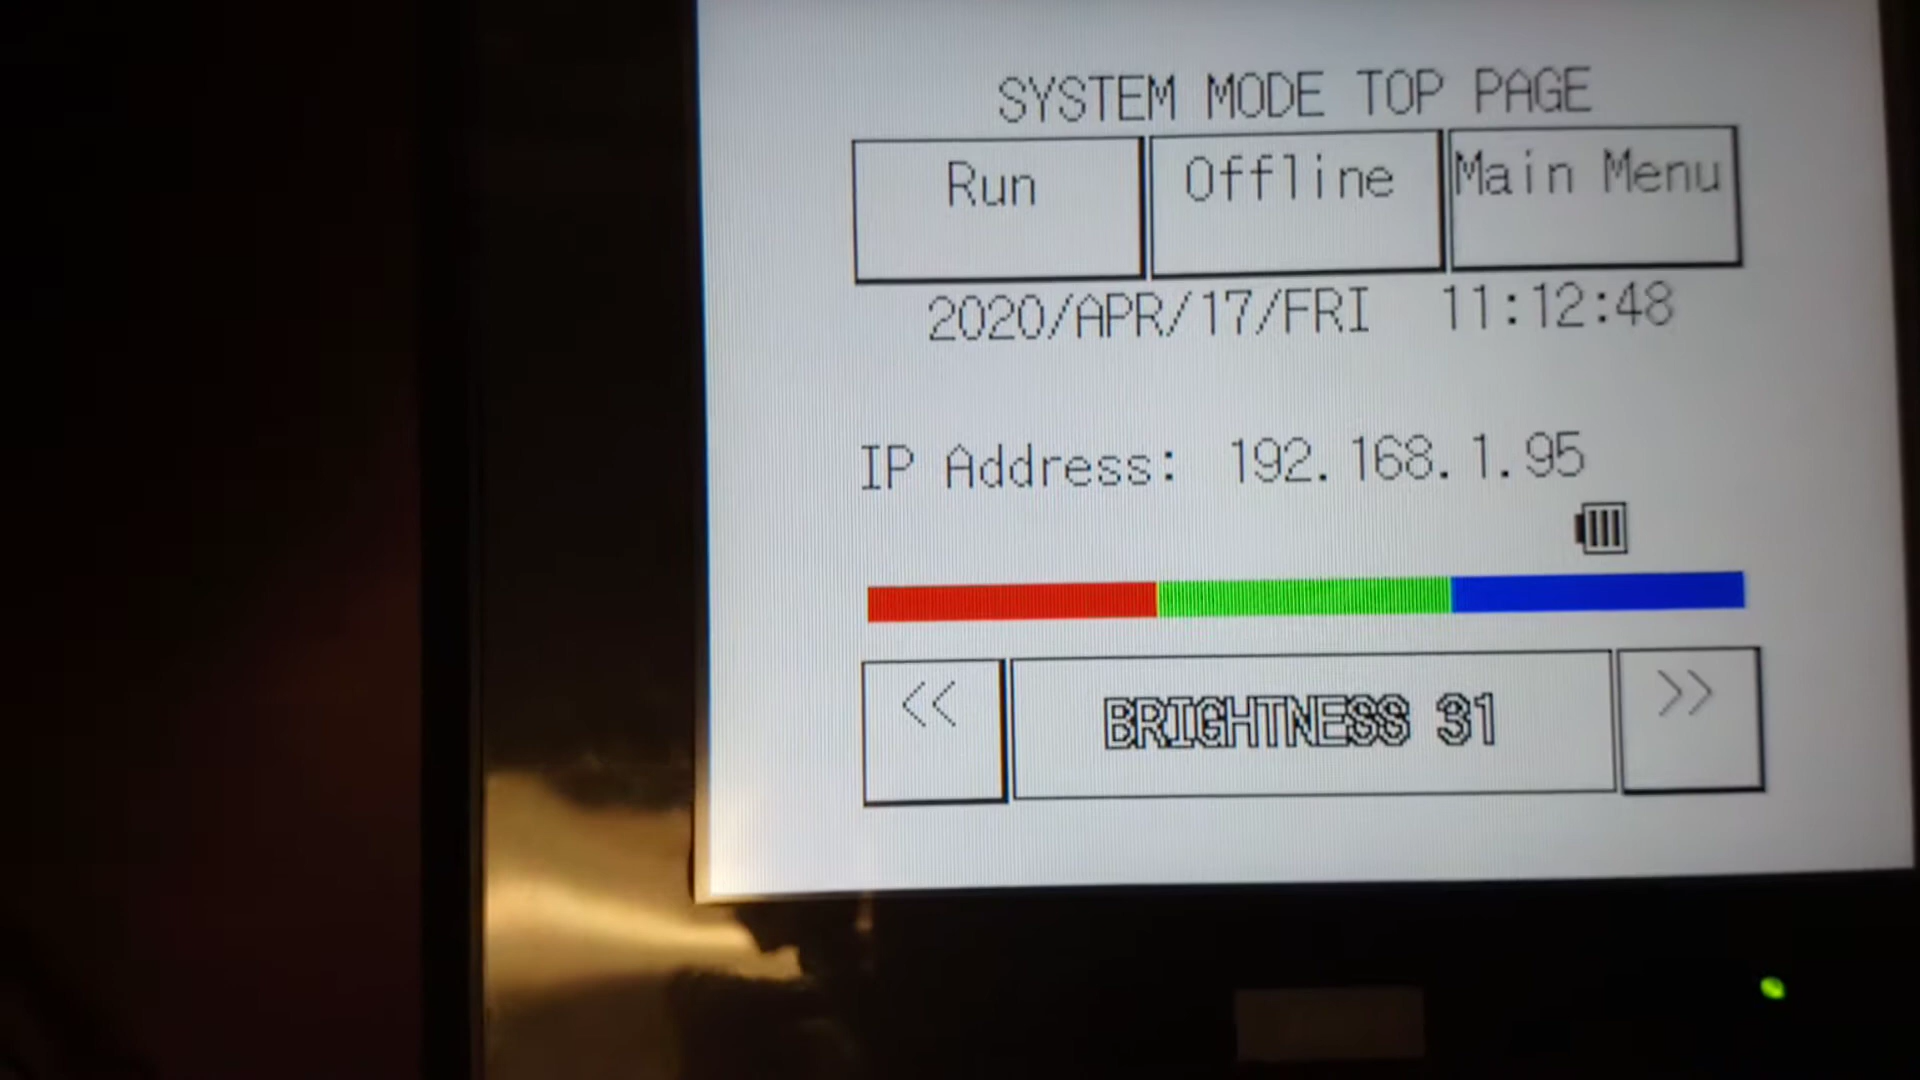 SYSTEM MODE TOP PAGE
Run Offline Main Menu
2020/APR/17/FRI 11:12:48
IP Address: 192.168.1.95
<< BRIGHTNESS 31 >>